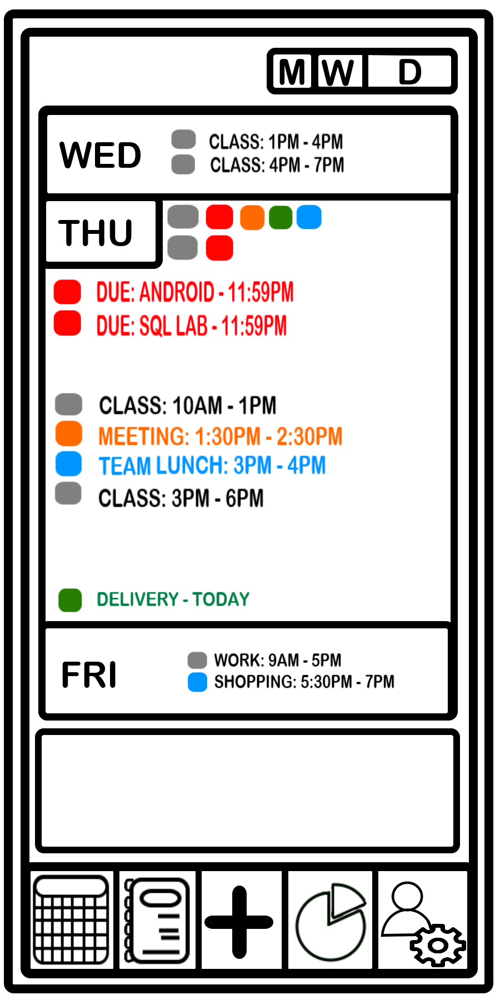 M W D
WED
CLASS: 1PM - 4PM
CLASS: 4PM - 7PM
THU
DUE: ANDROID - 11:59PM
DUE: SQL LAB - 11:59PM
CLASS: 10AM - 1PM
MEETING: 1:30PM - 2:30PM
TEAM LUNCH: 3PM - 4PM
CLASS: 3PM - 6PM
DELIVERY - TODAY
FRI
WORK: 9AM - 5PM
SHOPPING: 5:30PM - 7PM